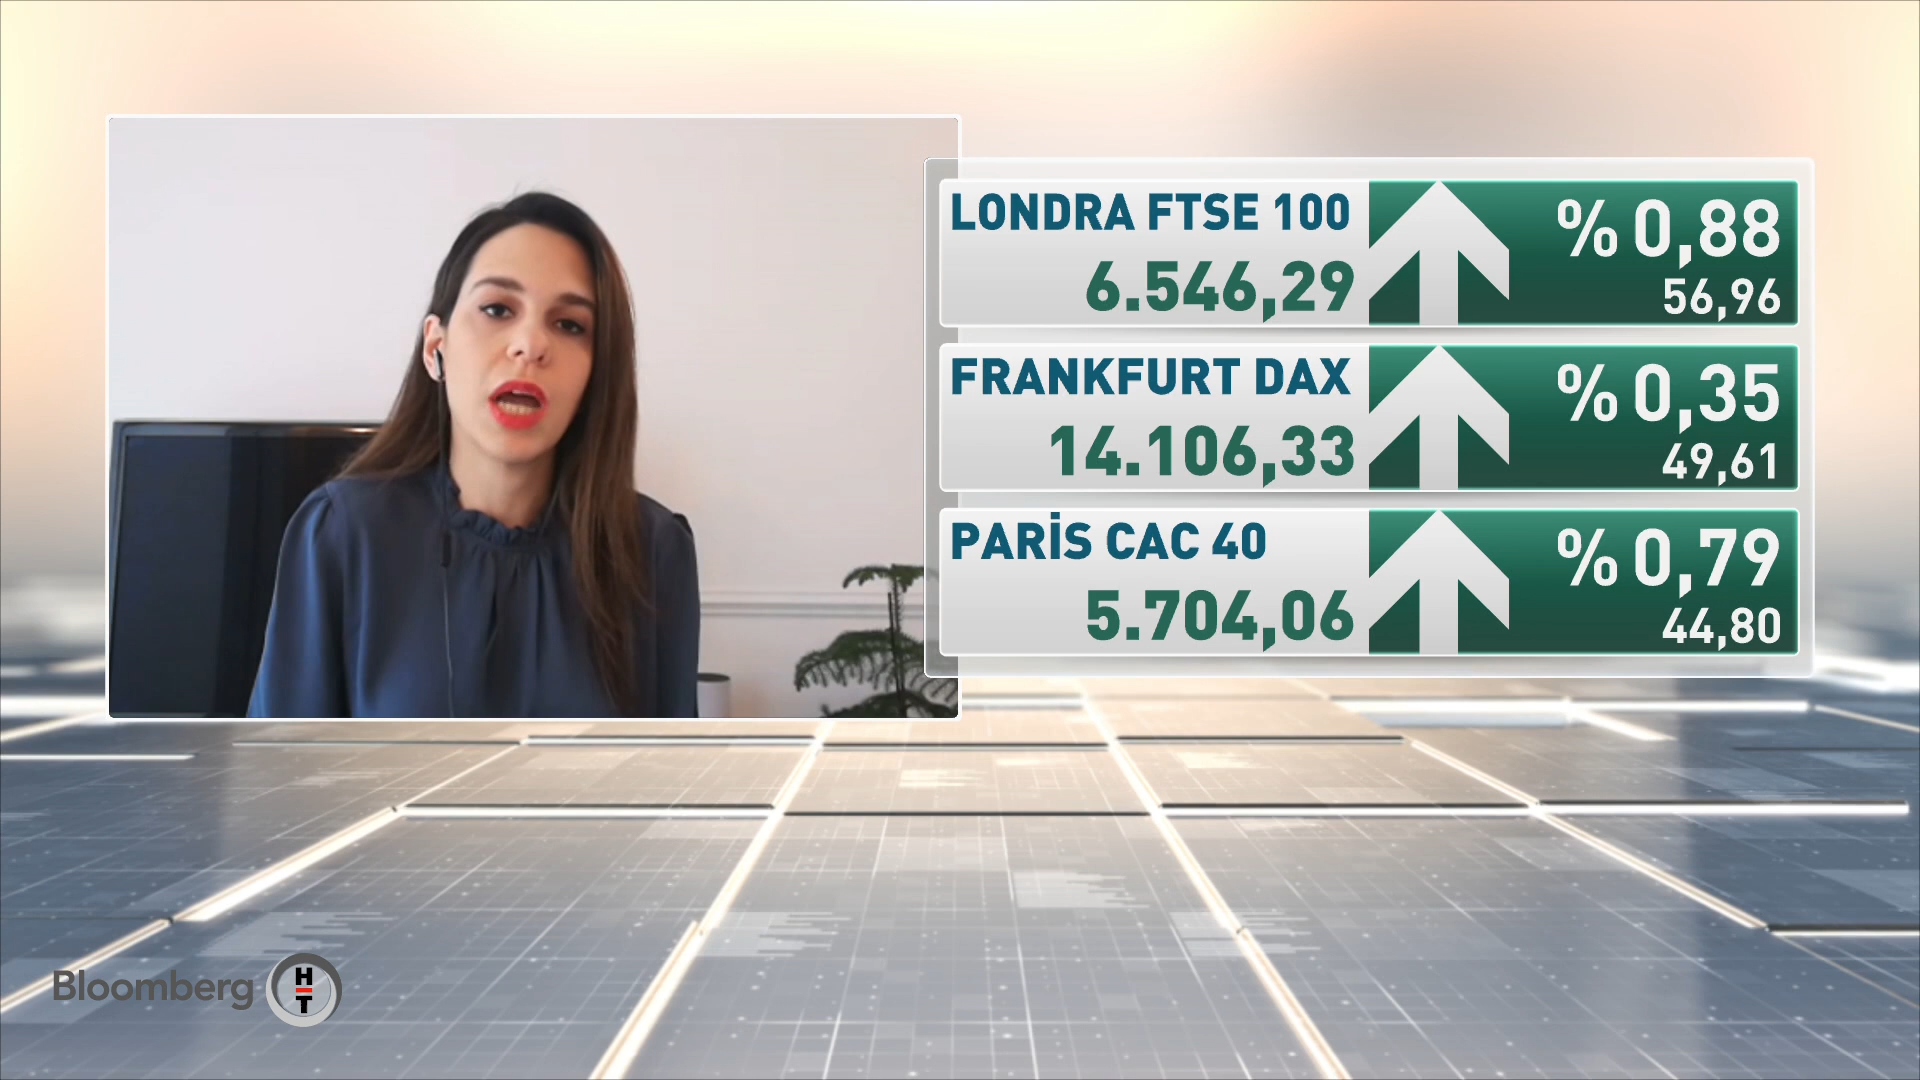 LONDRA FTSE 100
6.546,29
% 0,88
56,96
FRANKFURT DAX
14.106,33
% 0,35
49,61
PARİS CAC 40
5.704,06
% 0,79
44,80
Bloomberg HT